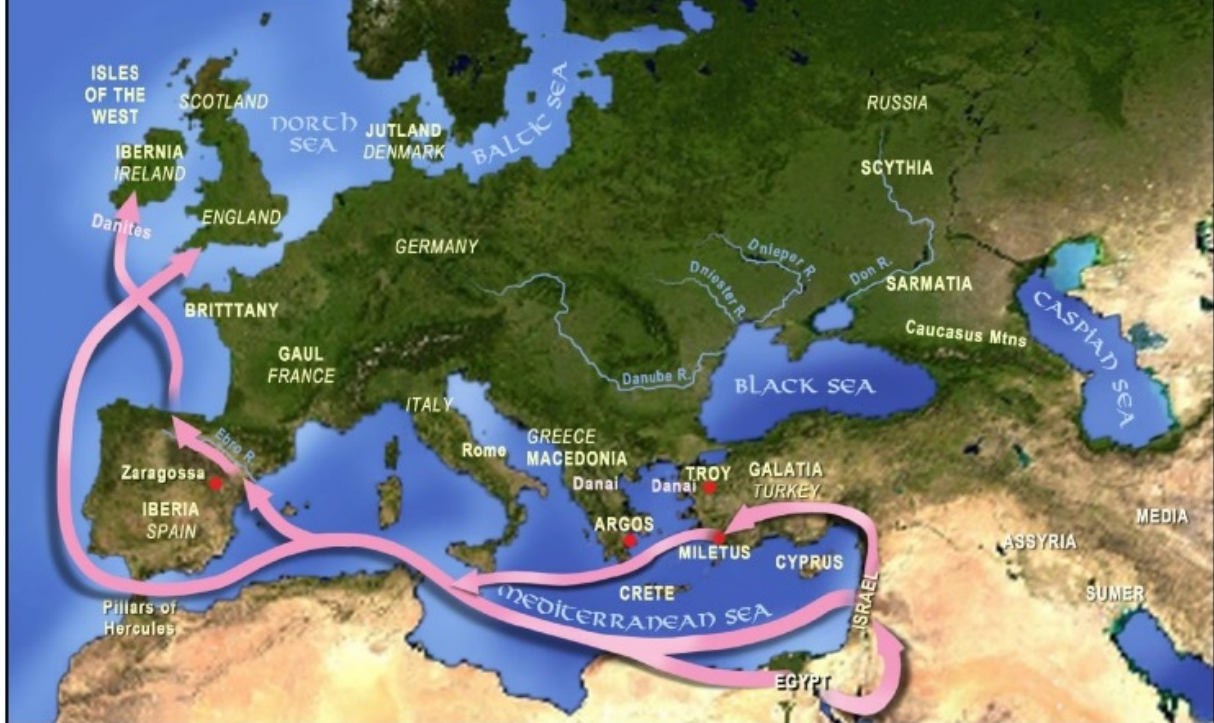 ISLES
OF THE
WEST
SCOTLAND
NORTH
SEA
JUTLAND
DENMARK
BALTIC SEA
RUSSIA
IBERNIA
IRELAND
SCYTHIA
Danites
ENGLAND
GERMANY
Dnieper R.
Dniester R.
Don R.
SARMATIA
BRITTTANY
Caucasus Mtns
CASPIAN SEA
GAUL
FRANCE
Danube R.
BLACK SEA
ITALY
Ebro R.
Rome
GREECE
MACEDONIA
Zaragossa
Danai
Danai
TROY
GALATIA
TURKEY
IBERIA
SPAIN
ARGOS
MILETUS
CYPRUS
MEDIA
ASSYRIA
CRETE
MEDITERRANEAN SEA
ISRAEL
SUMER
Pillars of
Hercules
EGYPT